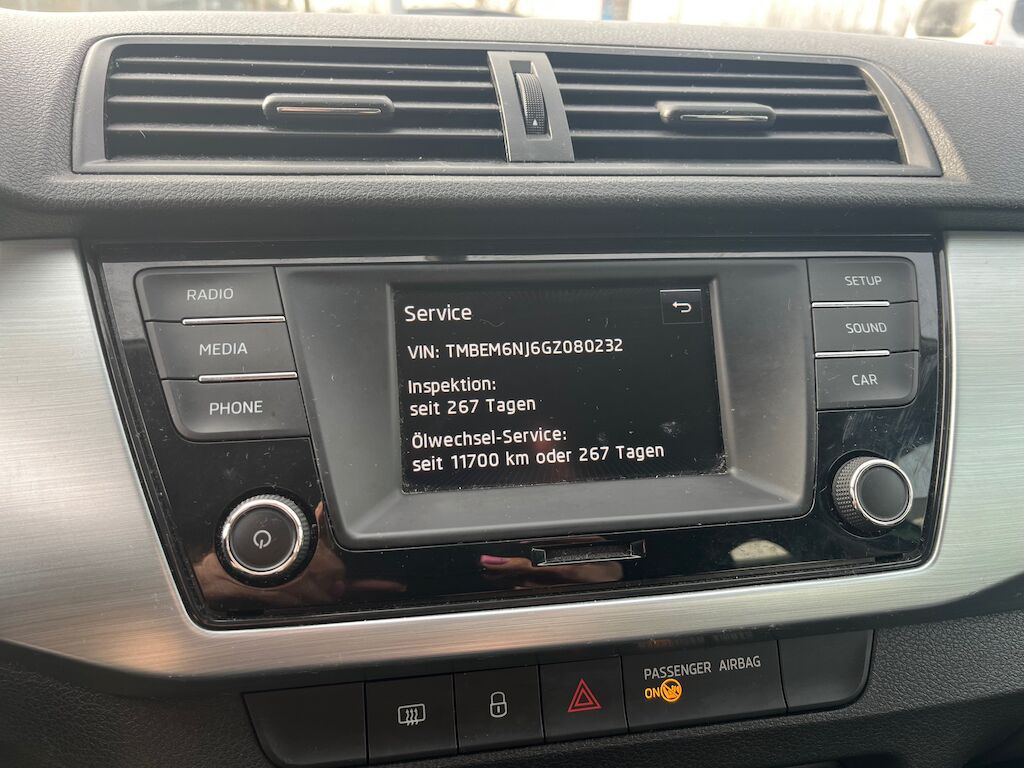 RADIO
MEDIA
PHONE
Service
VIN: TMBEM6NJ6GZ080232
Inspektion:
seit 267 Tagen
Ölwechsel-Service:
seit 11700 km oder 267 Tagen
SETUP
SOUND
CAR
PASSENGER AIRBAG
ON